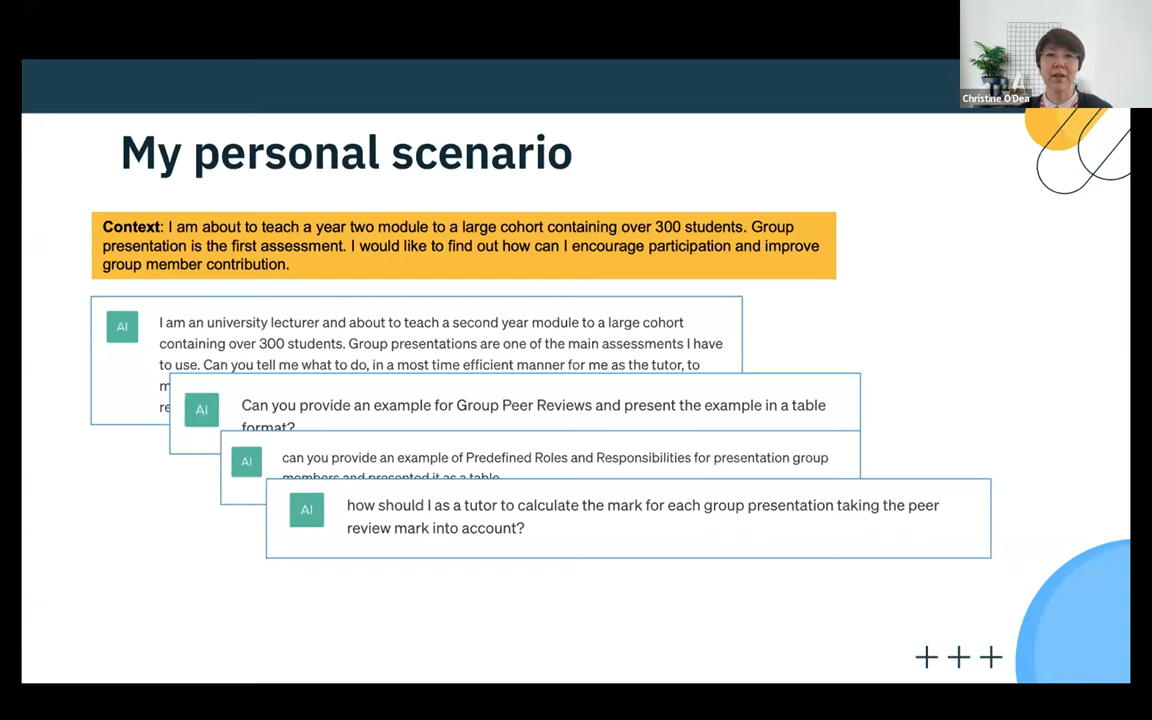 Christine O'Dea
My personal scenario
Context: I am about to teach a year two module to a large cohort containing over 300 students. Group
presentation is the first assessment. I would like to find out how can I encourage participation and improve
group member contribution.
AI
I am an university lecturer and about to teach a second year module to a large cohort
containing over 300 students. Group presentations are one of the main assessments I have
to use. Can you tell me what to do, in a most time efficient manner for me as the tutor, to
AI
Can you provide an example for Group Peer Reviews and present the example in a table
format?
AI
can you provide an example of Predefined Roles and Responsibilities for presentation group
members and presented it as a table
AI
how should I as a tutor to calculate the mark for each group presentation taking the peer
review mark into account?